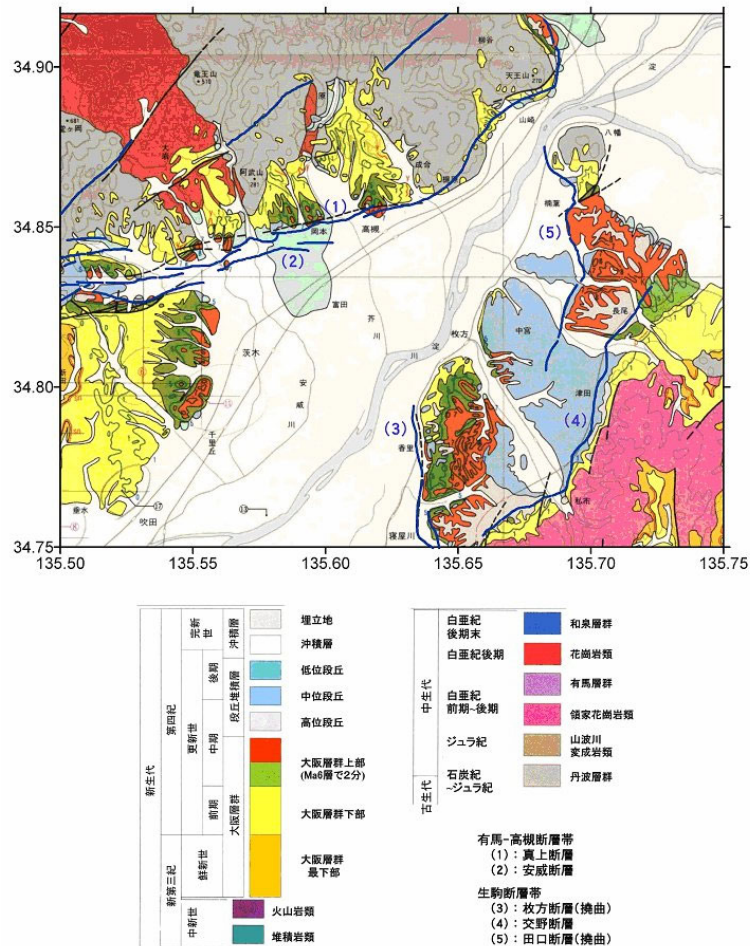 34.90
34.85
34.80
34.75
135.50
135.55
135.60
135.65
135.70
135.75
柳谷
天王山
竜王山
淀
山崎
八幡
大岩
阿武山
281
成合
樟葉
(1)
岡本
高槻
(5)
(2)
富田
長尾
芥
川
枚方
中宮
淀
川
茨木
安
威
川
津田
(3)
香里
(4)
千
里
丘
私市
垂水
吹田
寝屋川
新生代
第四紀
完新世
沖積層
埋立地
沖積層
更新世
後期
段丘堆積層
低位段丘
中位段丘
中期
高位段丘
大阪層群
大阪層群上部
(Ma6層で2分)
前期
大阪層群下部
新第三紀
鮮新世
大阪層群
最下部
中新世
火山岩類
堆積岩類
中生代
白亜紀
後期末
和泉層群
白亜紀後期
花崗岩類
白亜紀
前期~後期
有馬層群
領家花崗岩類
ジュラ紀
山波川
変成岩類
古生代
石炭紀
~ジュラ紀
丹波層群
有馬-高槻断層帯
(1):真上断層
(2):安威断層
生駒断層帯
(3):枚方断層(撓曲)
(4):交野断層
(5):田口断層(撓曲)